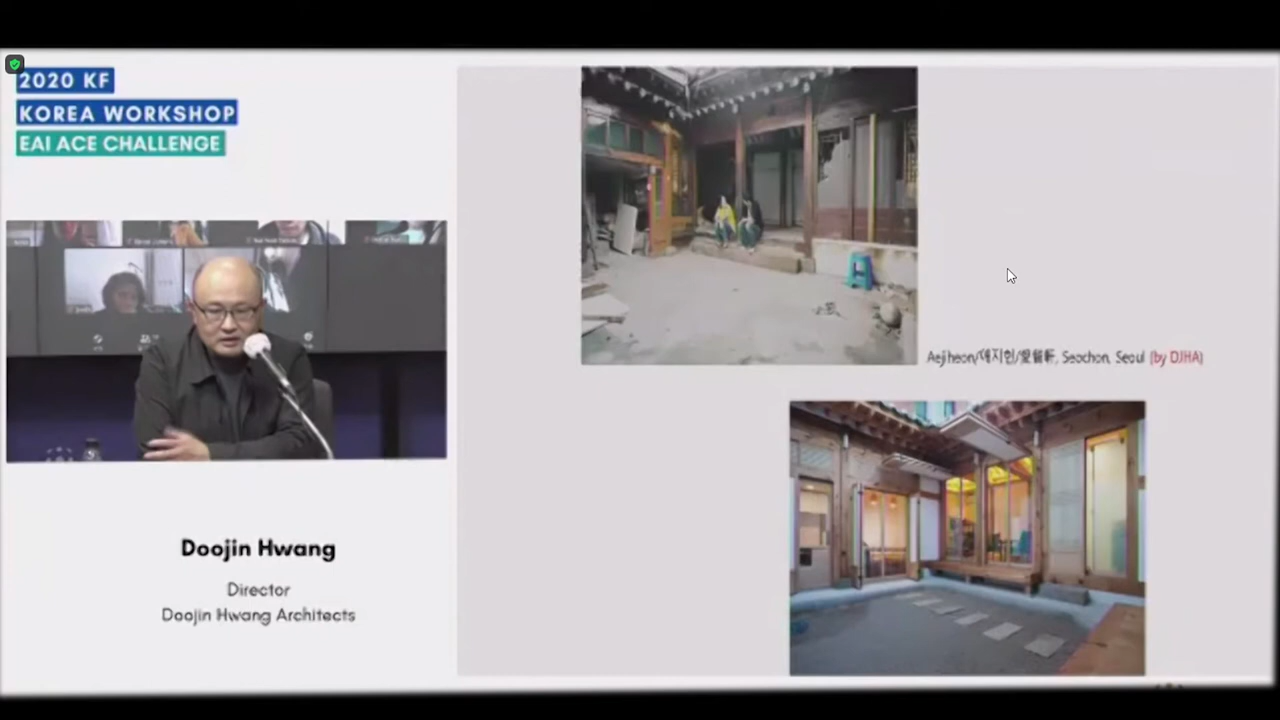 2020 KF
KOREA WORKSHOP
EAI ACE CHALLENGE
Aejiheon/애지헌/愛智軒, Seochon, Seoul (by DJHA)
Doojin Hwang
Director
Doojin Hwang Architects